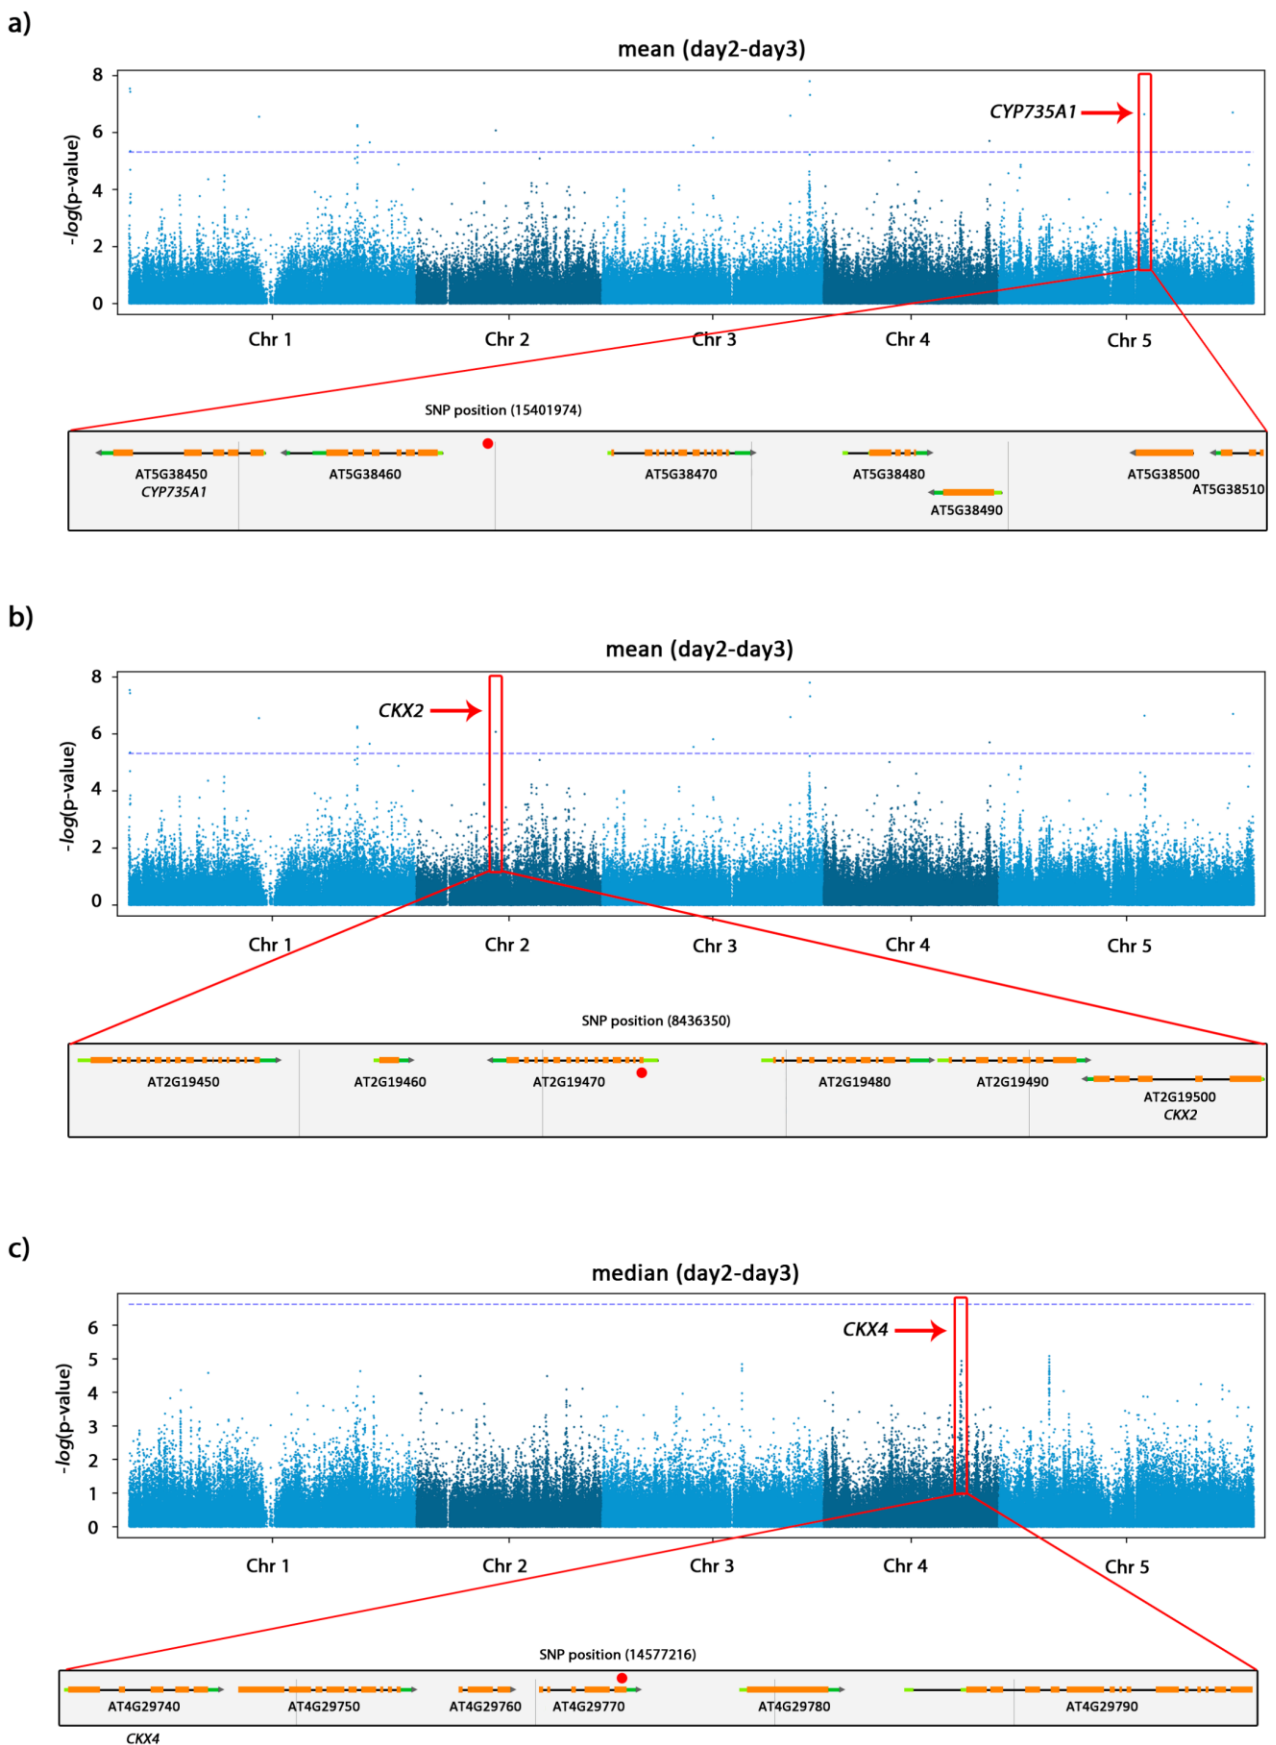 a)
mean (day2-day3)
8
6
4
2
0
-log(p-value)
CYP735A1
Chr 1 Chr 2 Chr 3 Chr 4 Chr 5
SNP position (15401974)
AT5G38450 AT5G38460 AT5G38470 AT5G38480 AT5G38500
CYP735A1 AT5G38510
AT5G38490
b)
mean (day2-day3)
8
6
4
2
0
-log(p-value)
CKX2
Chr 1 Chr 2 Chr 3 Chr 4 Chr 5
SNP position (8436350)
AT2G19450 AT2G19460 AT2G19470 AT2G19480 AT2G19490
AT2G19500
CKX2
c)
median (day2-day3)
6
5
4
3
2
1
0
-log(p-value)
CKX4
Chr 1 Chr 2 Chr 3 Chr 4 Chr 5
SNP position (14577216)
AT4G29740 AT4G29750 AT4G29760 AT4G29770 AT4G29780 AT4G29790
CKX4